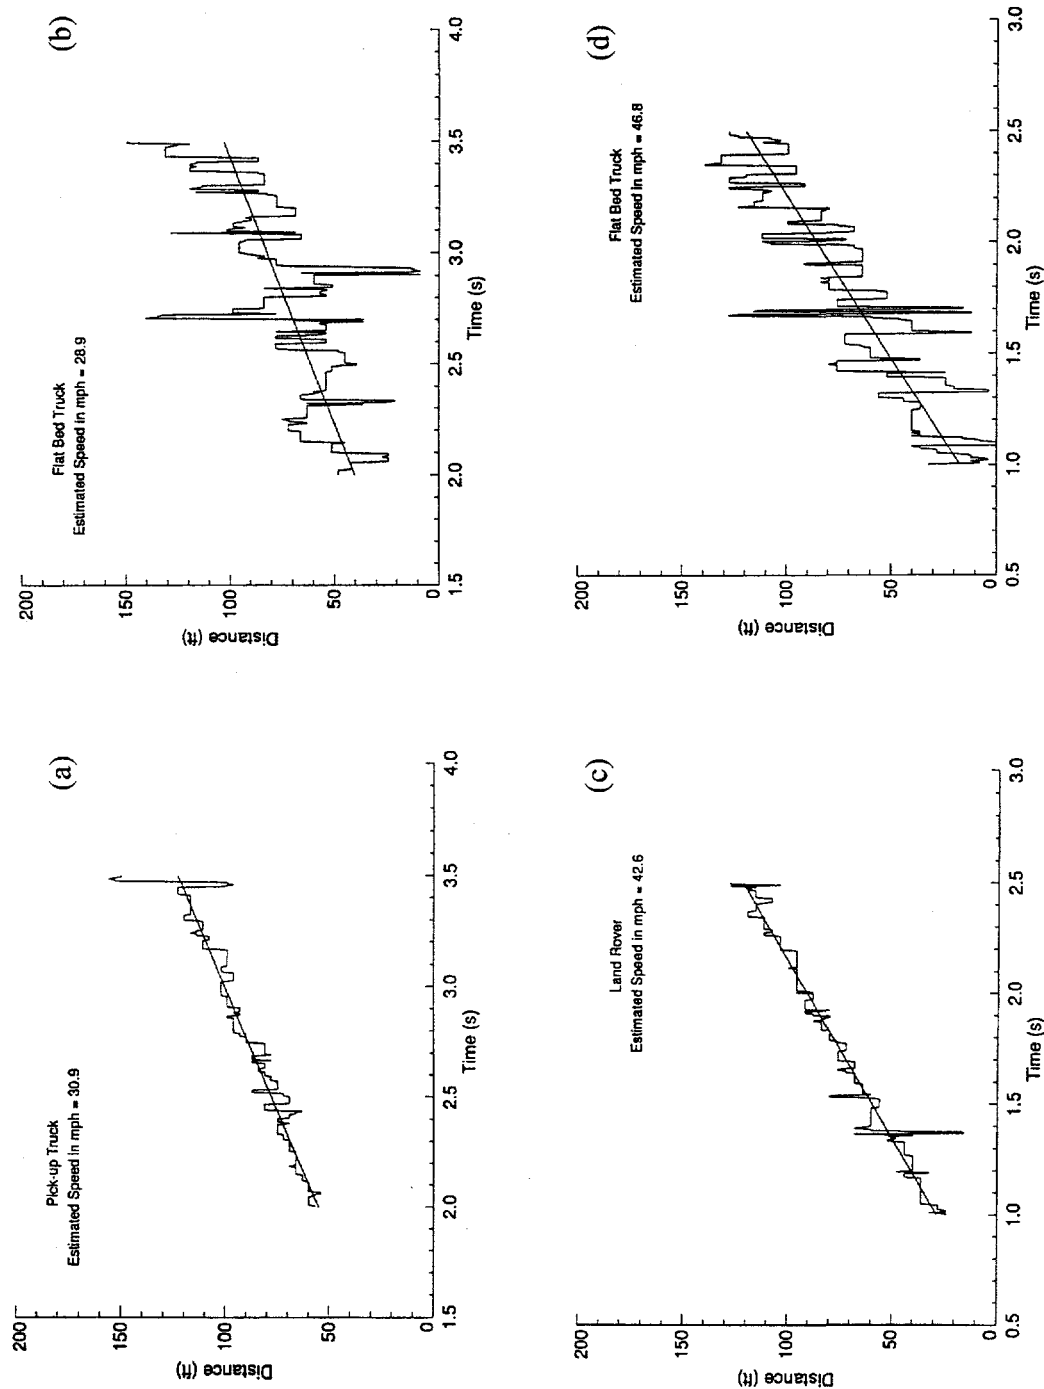 (a)
Pick-up Truck
Estimated Speed in mph = 30.9
200
150
100
50
0
Distance (ft)
1.5 2.0 2.5 3.0 3.5 4.0
Time (s)
(b)
Flat Bed Truck
Estimated Speed in mph = 28.9
200
150
100
50
0
Distance (ft)
1.5 2.0 2.5 3.0 3.5 4.0
Time (s)
(c)
Land Rover
Estimated Speed in mph = 42.6
200
150
100
50
0
Distance (ft)
0.5 1.0 1.5 2.0 2.5 3.0
Time (s)
(d)
Flat Bed Truck
Estimated Speed in mph = 46.8
200
150
100
50
0
Distance (ft)
0.5 1.0 1.5 2.0 2.5 3.0
Time (s)